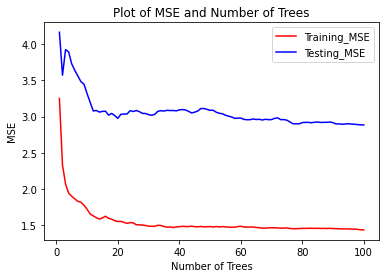 Plot of MSE and Number of Trees
Training_MSE
Testing_MSE
MSE
4.0
3.5
3.0
2.5
2.0
1.5
0 20 40 60 80 100
Number of Trees